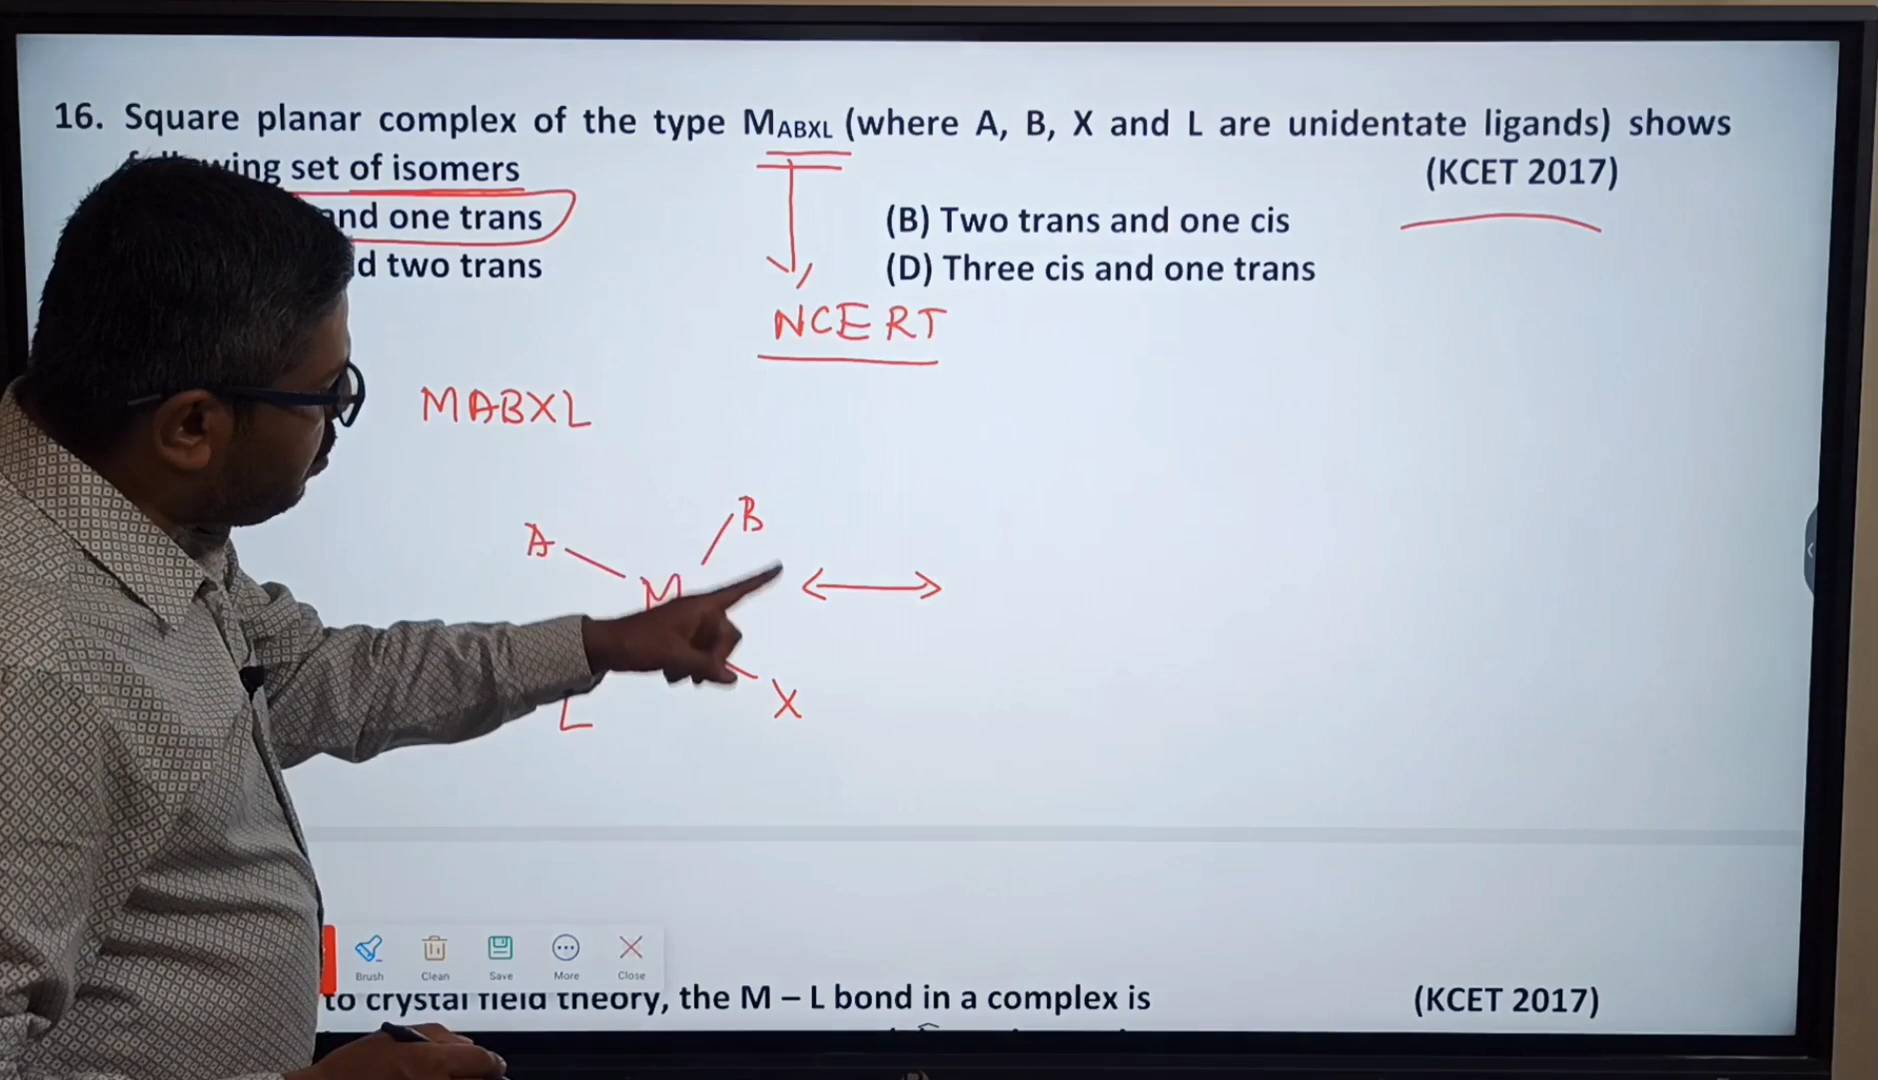 16. Square planar complex of the type MABXL (where A, B, X and L are unidentate ligands) shows
set of isomers (KCET 2017)
and one trans (B) Two trans and one cis
two trans (D) Three cis and one trans
NCERT
MABXL
A B
M
L X
Brush Clean Save More Close
to crystal field theory, the M – L bond in a complex is (KCET 2017)